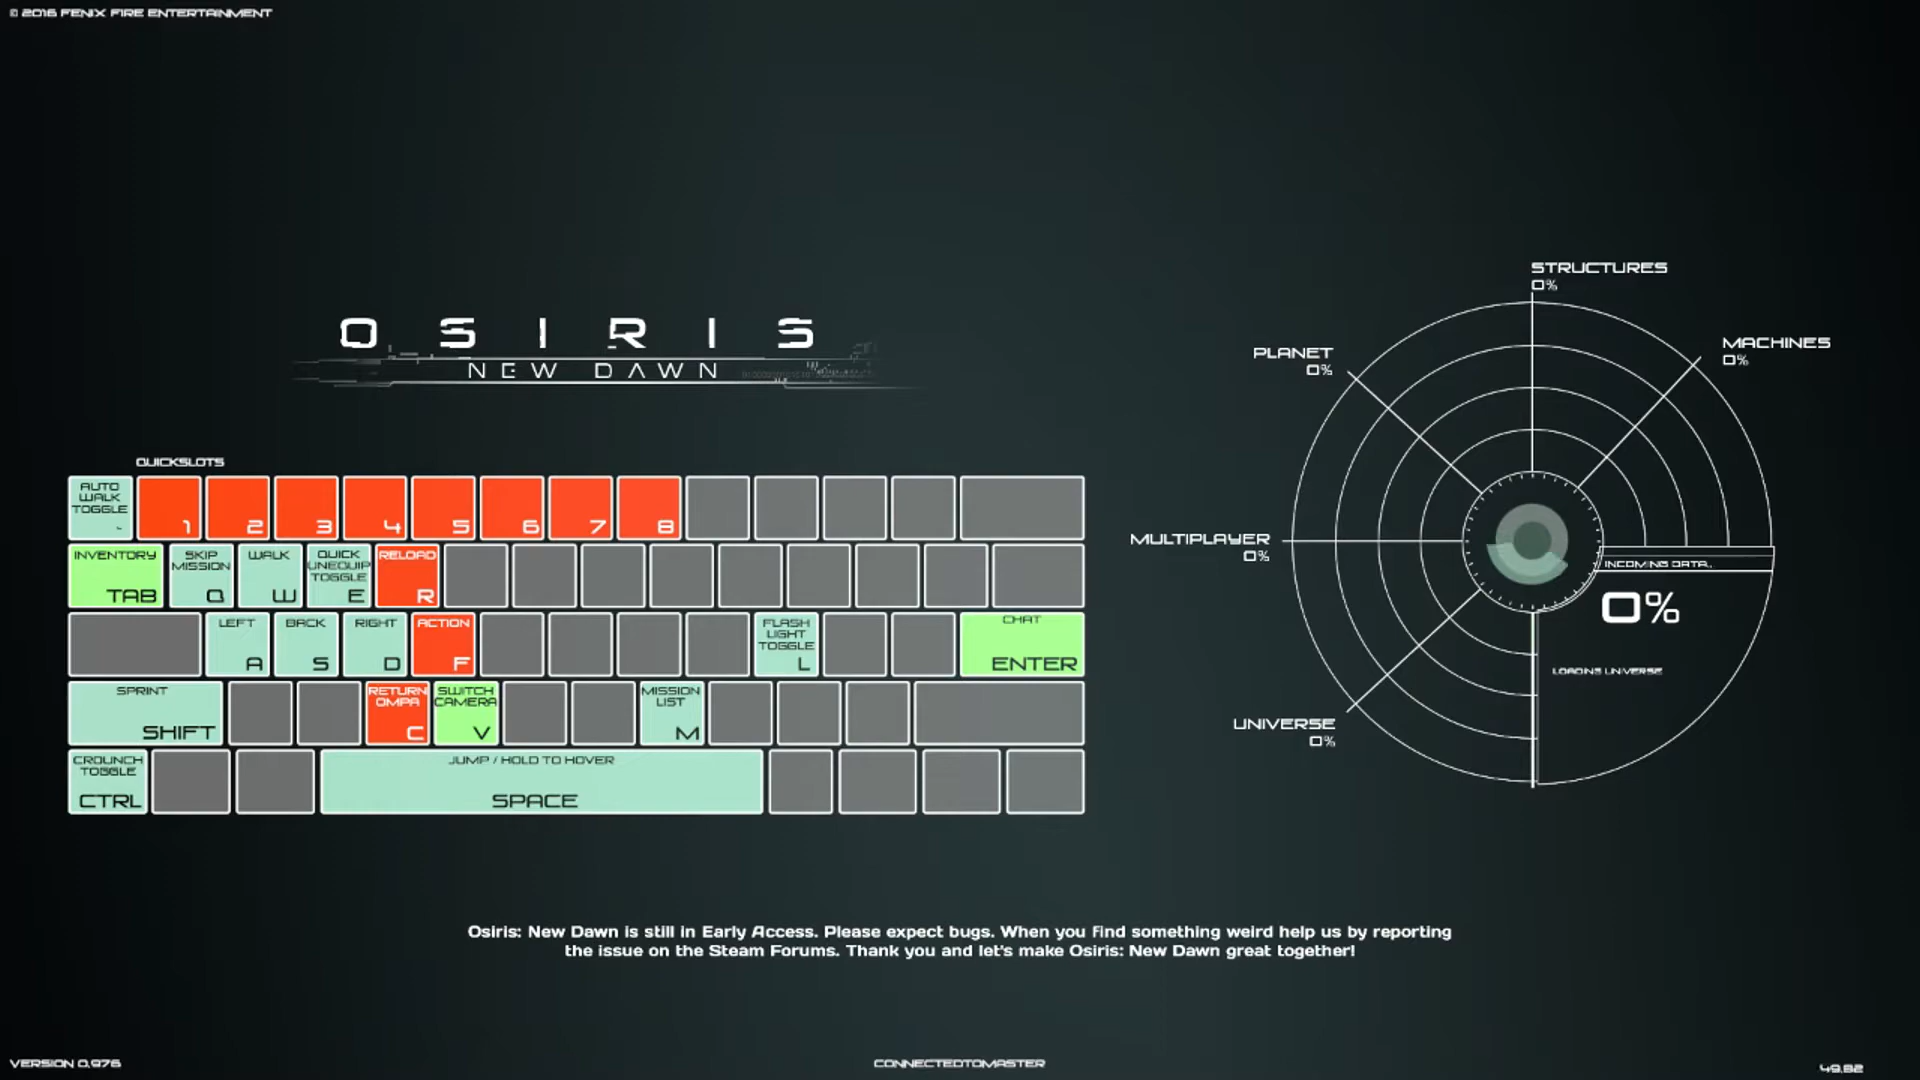 © 2016 FENIX FIRE ENTERTAINMENT
OSIRIS
NEW DAWN
STRUCTURES
0%
PLANET
0%
MACHINES
0%
MULTIPLAYER
0%
UNIVERSE
0%
INCOMING DATA..
0%
LOADING UNIVERSE
QUICKSLOTS
AUTO
WALK
TOGGLE
`
1
2
3
4
5
6
7
8
INVENTORY
TAB
SKIP
MISSION
Q
WALK
W
QUICK
UNEQUIP
TOGGLE
E
RELOAD
R
LEFT
A
BACK
S
RIGHT
D
ACTION
F
FLASH
LIGHT
TOGGLE
L
CHAT
ENTER
SPRINT
SHIFT
RETURN
OMPA
C
SWITCH
CAMERA
V
MISSION
LIST
M
CROUNCH
TOGGLE
CTRL
JUMP / HOLD TO HOVER
SPACE
Osiris: New Dawn is still in Early Access. Please expect bugs. When you find something weird help us by reporting
the issue on the Steam Forums. Thank you and let's make Osiris: New Dawn great together!
VERSION 0.976
CONNECTEDTOMASTER
49.82